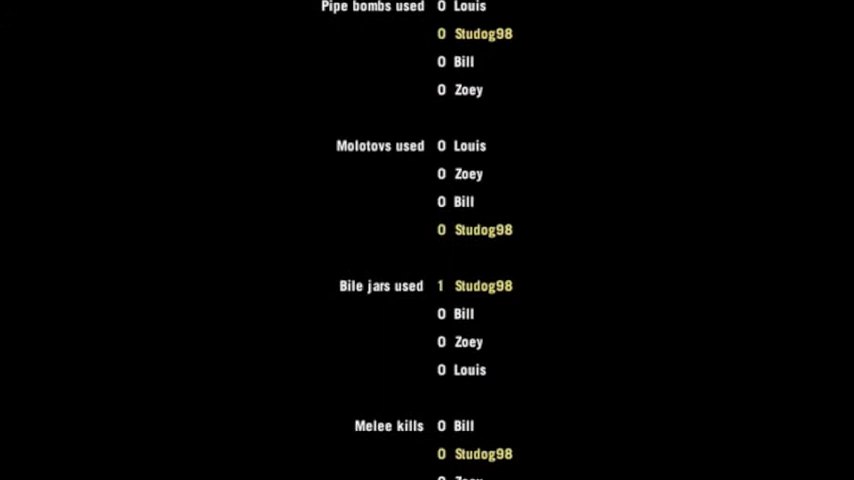 Pipe bombs used 0 Louis
0 Studog98
0 Bill
0 Zoey
Molotovs used 0 Louis
0 Zoey
0 Bill
0 Studog98
Bile jars used 1 Studog98
0 Bill
0 Zoey
0 Louis
Melee kills 0 Bill
0 Studog98